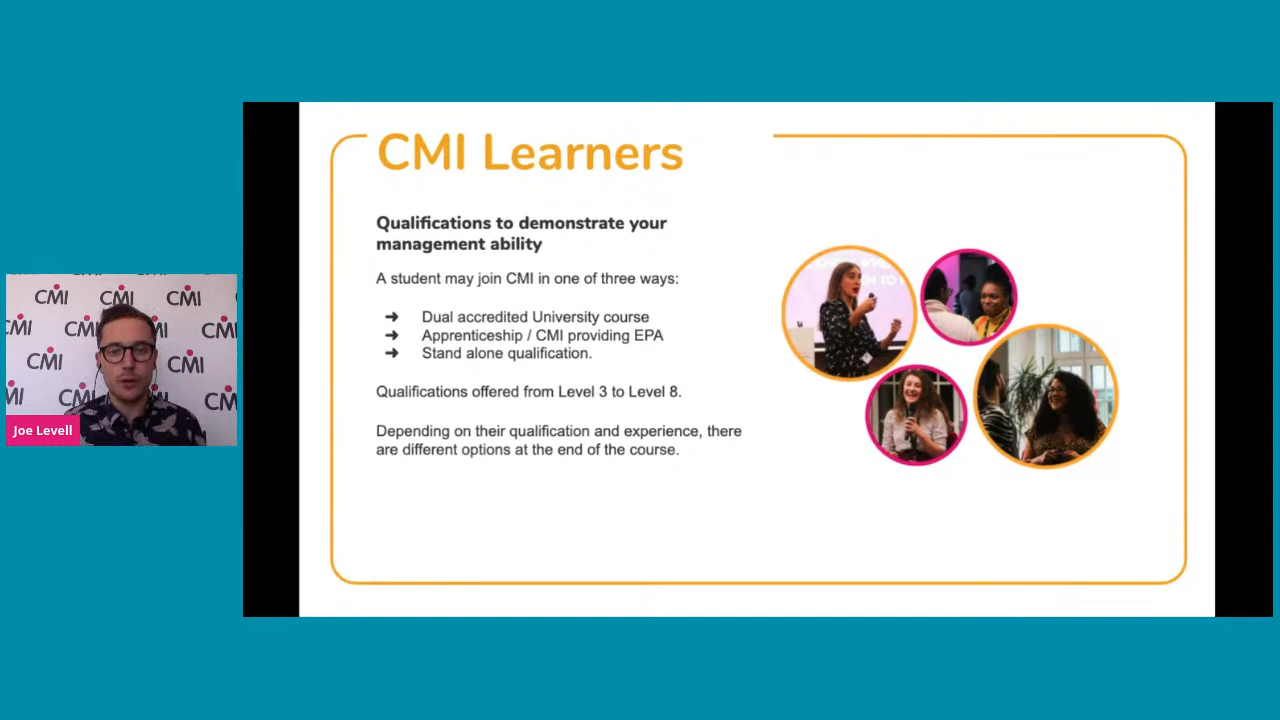 CMI Learners
Qualifications to demonstrate your
management ability
A student may join CMI in one of three ways:
➜ Dual accredited University course
➜ Apprenticeship / CMI providing EPA
➜ Stand alone qualification.
Qualifications offered from Level 3 to Level 8.
Depending on their qualification and experience, there
are different options at the end of the course.
CMI CMI CMI
CMI CMI CMI
CMI CMI
CMI CMI
Joe Levell